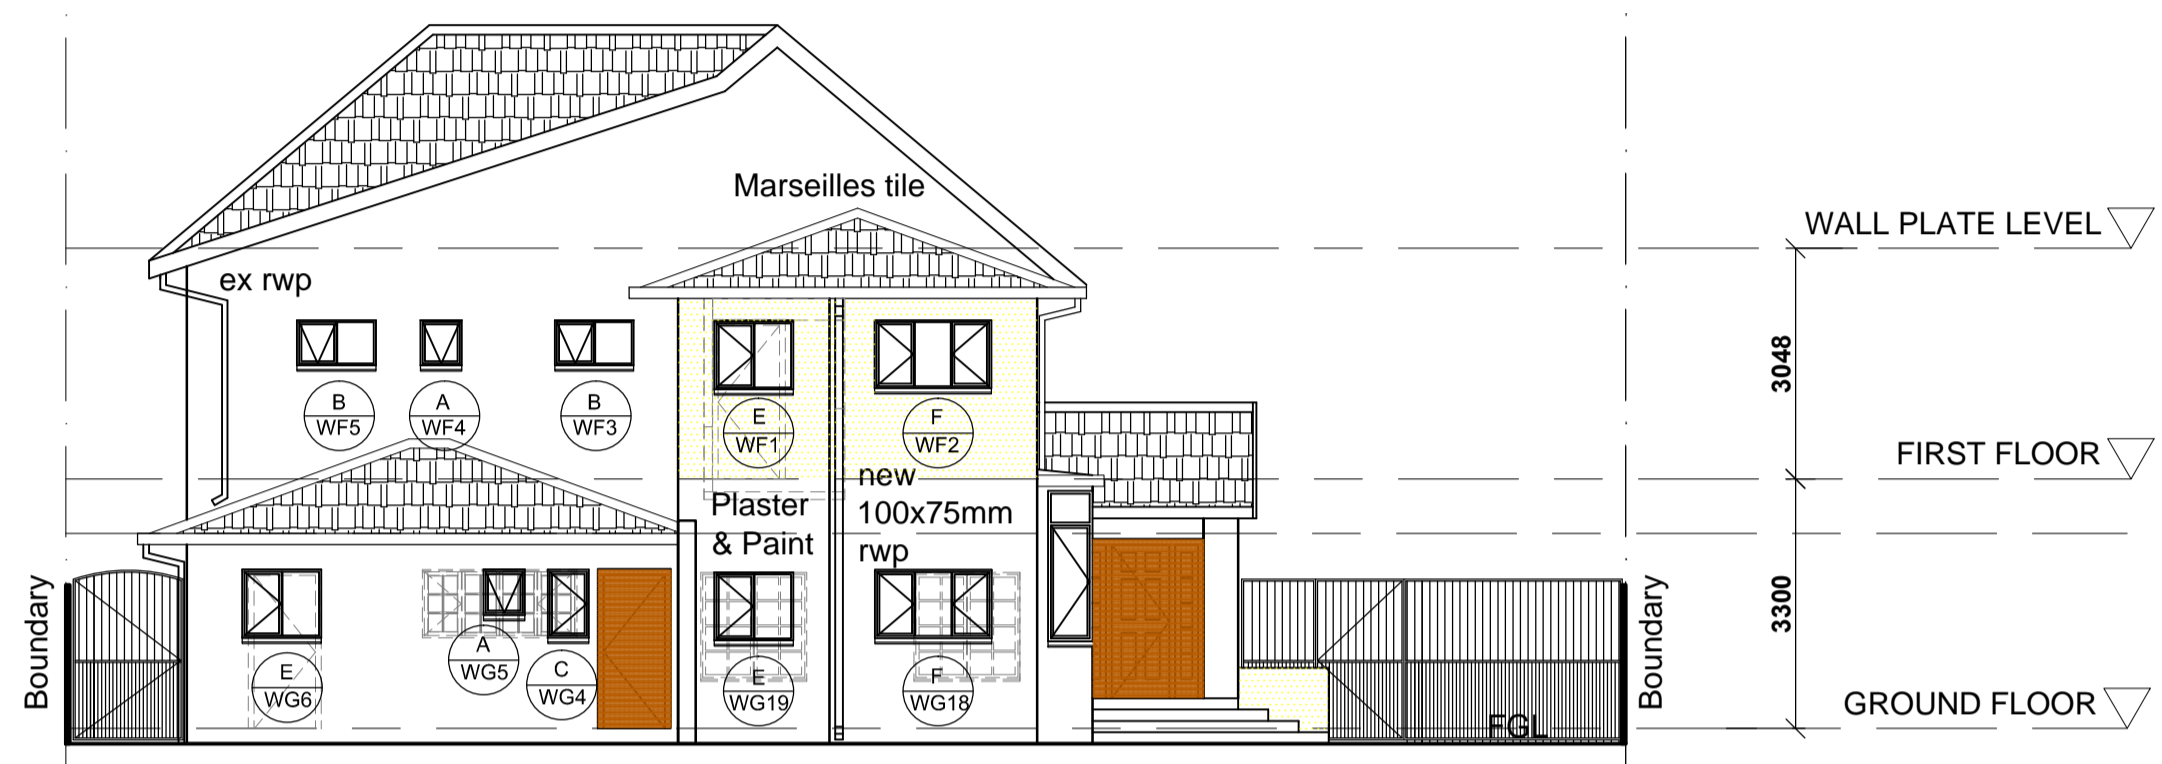 Marseilles tile
WALL PLATE LEVEL
ex rwp
3048
B
WF5
A
WF4
B
WF3
E
WF1
F
WF2
FIRST FLOOR
new
100x75mm
rwp
Plaster
& Paint
3300
Boundary
E
WG6
A
WG5
C
WG4
E
WG19
F
WG18
Boundary
GROUND FLOOR
FGL